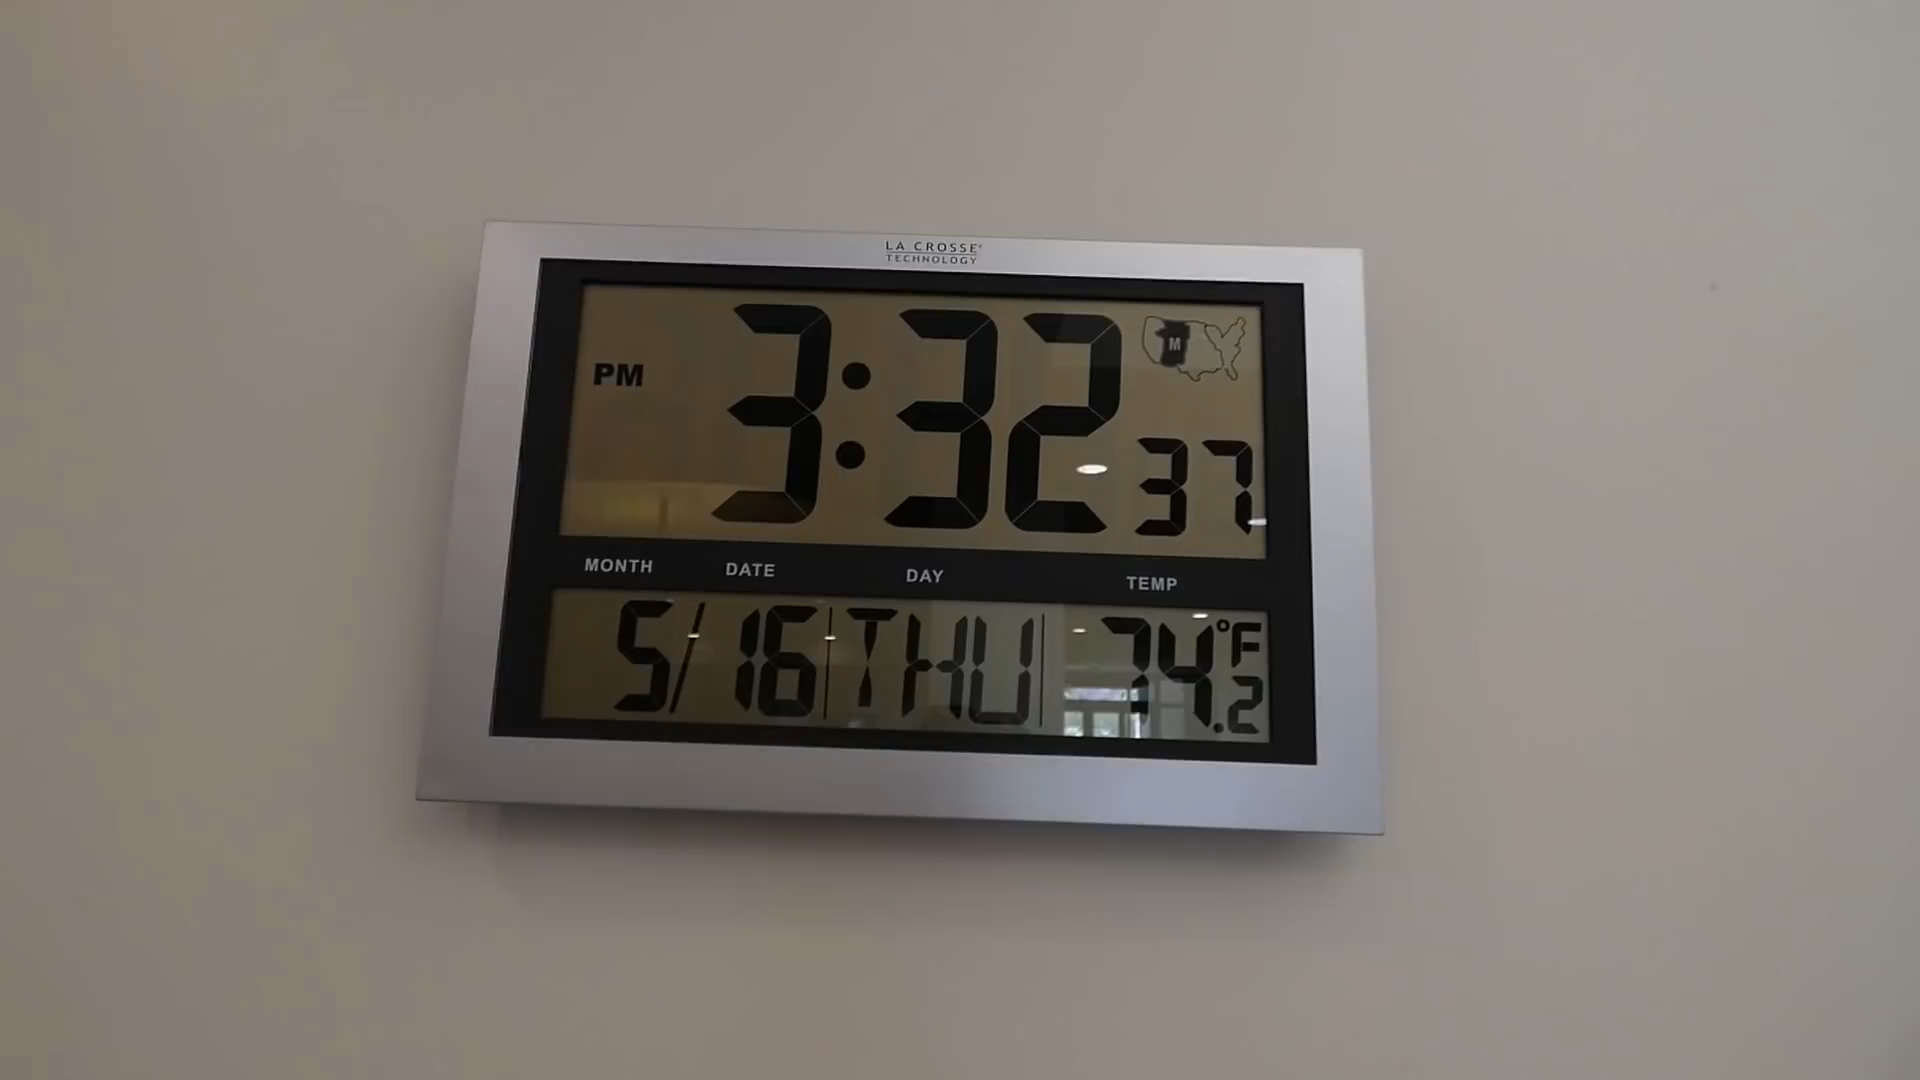 LA CROSSE®
TECHNOLOGY
PM 3:32 37
M
MONTH DATE DAY TEMP
5/16 THU 74.2°F